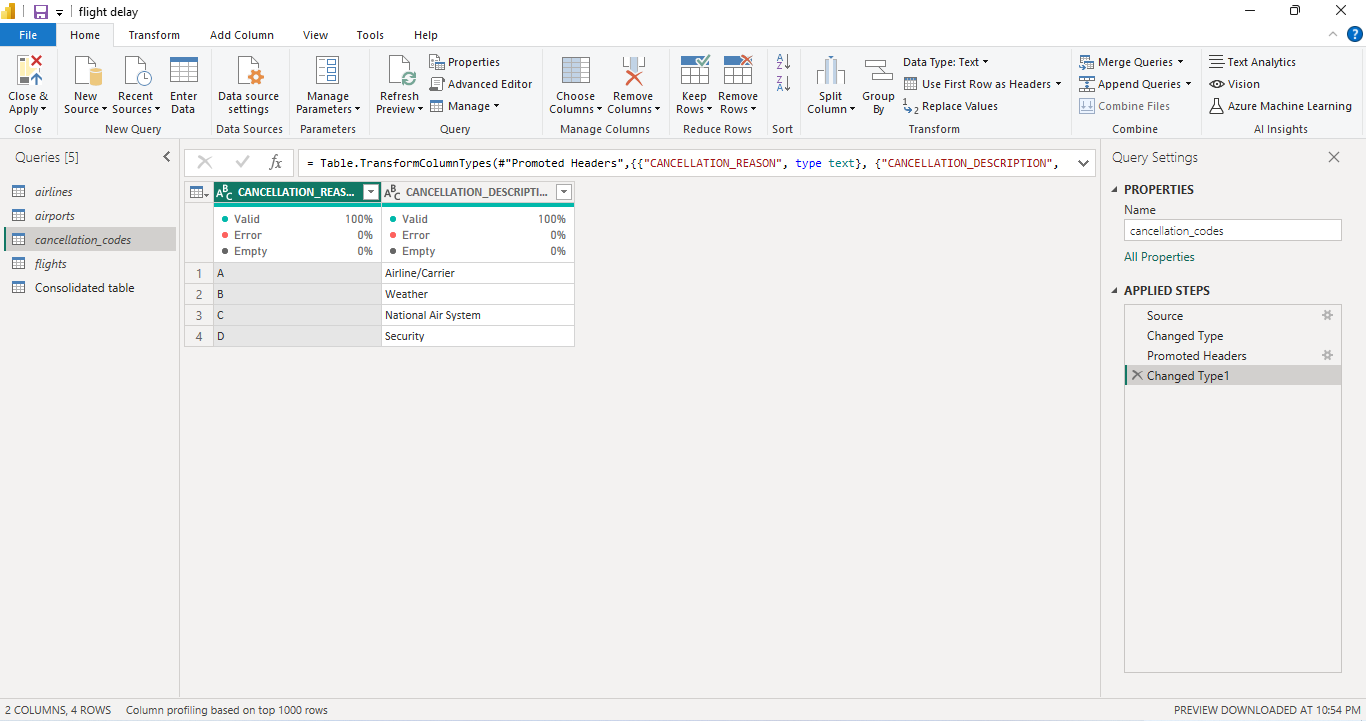 flight delay
File Home Transform Add Column View Tools Help
Close & Apply
New Source
Recent Sources
Enter Data
Data source settings
Manage Parameters
Refresh Preview
Properties
Advanced Editor
Manage
Choose Columns
Remove Columns
Keep Rows
Remove Rows
Split Column
Group By
Data Type: Text
Use First Row as Headers
Replace Values
Merge Queries
Append Queries
Combine Files
Text Analytics
Vision
Azure Machine Learning
Close New Query Data Sources Parameters Query Manage Columns Reduce Rows Sort Transform Combine AI Insights
Queries [5]
airlines
airports
cancellation_codes
flights
Consolidated table
fx = Table.TransformColumnTypes(#"Promoted Headers",{{"CANCELLATION_REASON", type text}, {"CANCELLATION_DESCRIPTION",
ABC CANCELLATION_REAS... ABC CANCELLATION_DESCRIPTI...
Valid 100% Valid 100%
Error 0% Error 0%
Empty 0% Empty 0%
1 A Airline/Carrier
2 B Weather
3 C National Air System
4 D Security
Query Settings
PROPERTIES
Name
cancellation_codes
All Properties
APPLIED STEPS
Source
Changed Type
Promoted Headers
Changed Type1
2 COLUMNS, 4 ROWS Column profiling based on top 1000 rows PREVIEW DOWNLOADED AT 10:54 PM